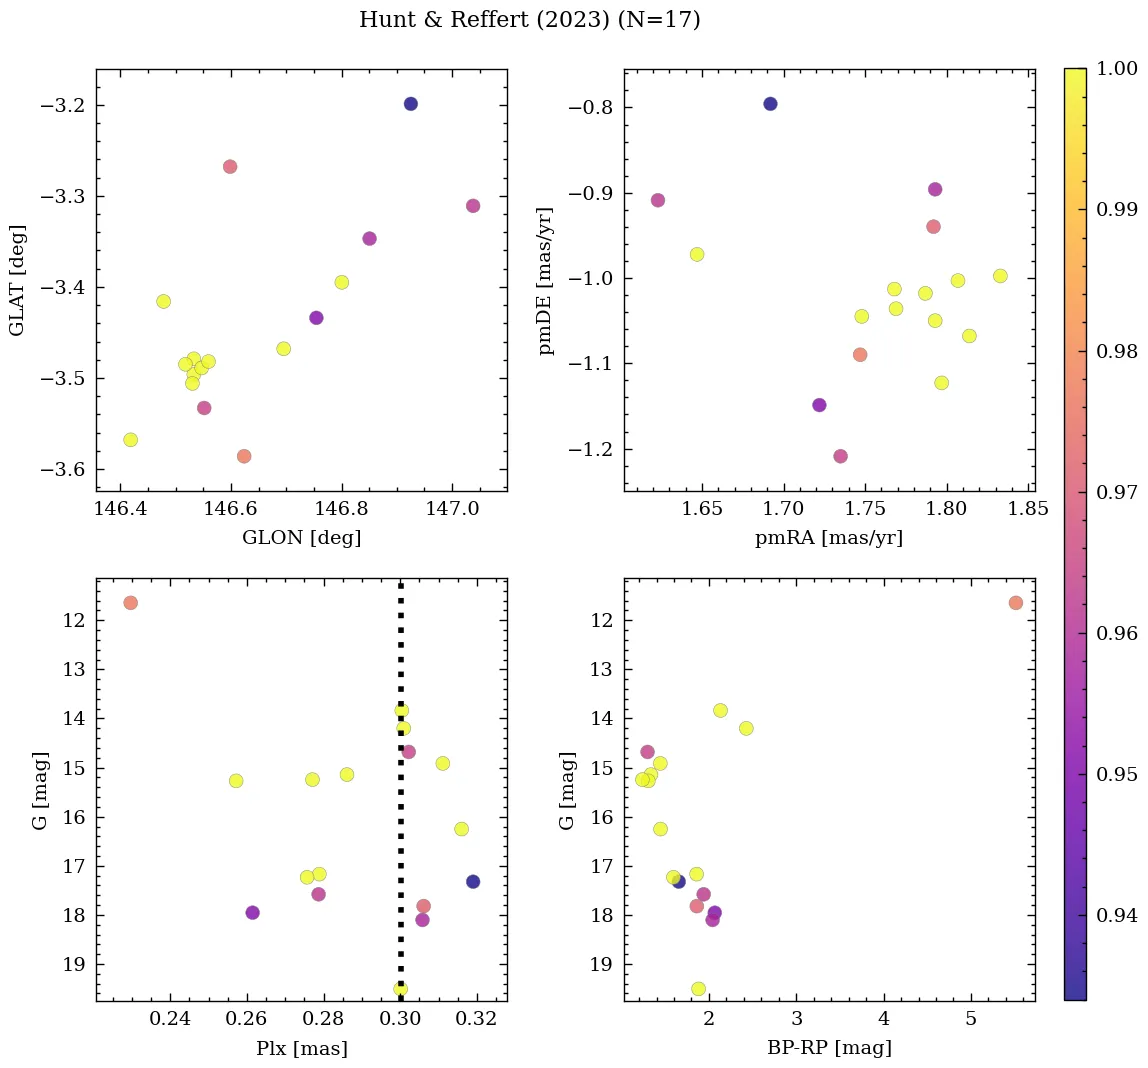 Hunt & Reffert (2023) (N=17)
−3.2
−3.3
−3.4
−3.5
−3.6
GLAT [deg]
146.4 146.6 146.8 147.0
GLON [deg]
−0.8
−0.9
−1.0
−1.1
−1.2
pmDE [mas/yr]
1.65 1.70 1.75 1.80 1.85
pmRA [mas/yr]
12
13
14
15
16
17
18
19
G [mag]
0.24 0.26 0.28 0.30 0.32
Plx [mas]
12
13
14
15
16
17
18
19
G [mag]
2 3 4 5
BP-RP [mag]
1.00
0.99
0.98
0.97
0.96
0.95
0.94